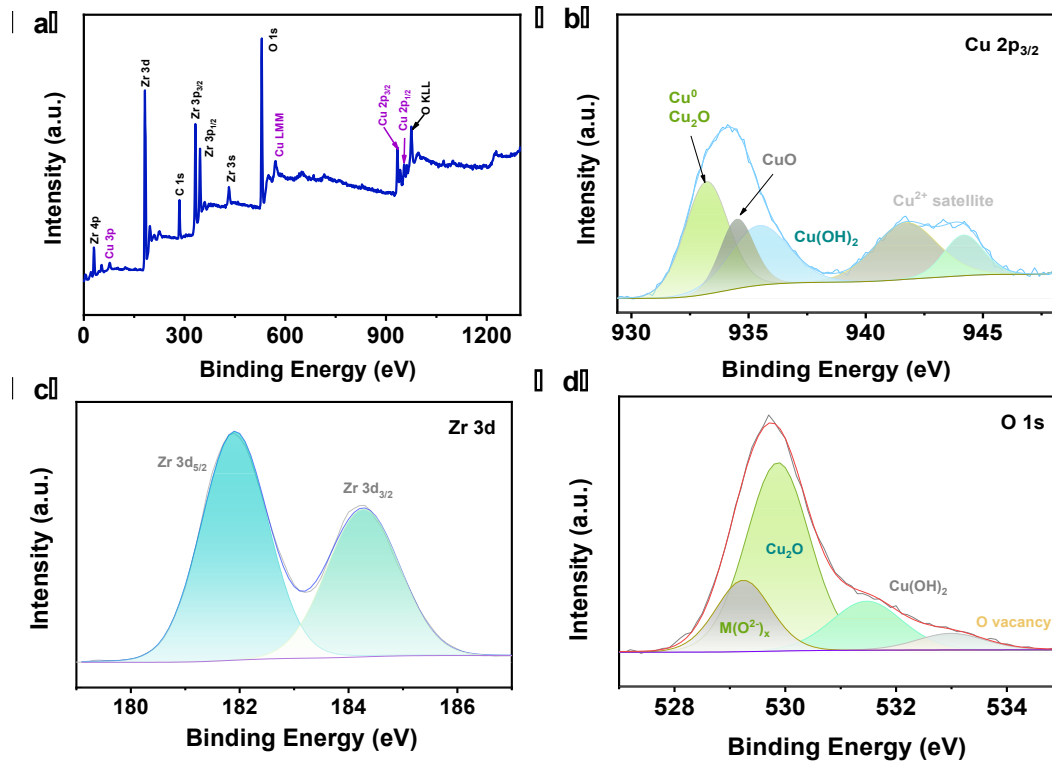 a)
Intensity (a.u.)
Zr 4p
Cu 3p
Zr 3d
C 1s
Zr 3p3/2
Zr 3p1/2
Zr 3s
O 1s
Cu LMM
Cu 2p3/2
Cu 2p1/2
O KLL
0 300 600 900 1200
Binding Energy (eV)
b)
Cu 2p3/2
Intensity (a.u.)
Cu0
Cu2O
CuO
Cu(OH)2
Cu2+ satellite
930 935 940 945
Binding Energy (eV)
c)
Zr 3d
Intensity (a.u.)
Zr 3d5/2
Zr 3d3/2
180 182 184 186
Binding Energy (eV)
d)
O 1s
Intensity (a.u.)
Cu2O
M(O2-)x
Cu(OH)2
O vacancy
528 530 532 534
Binding Energy (eV)